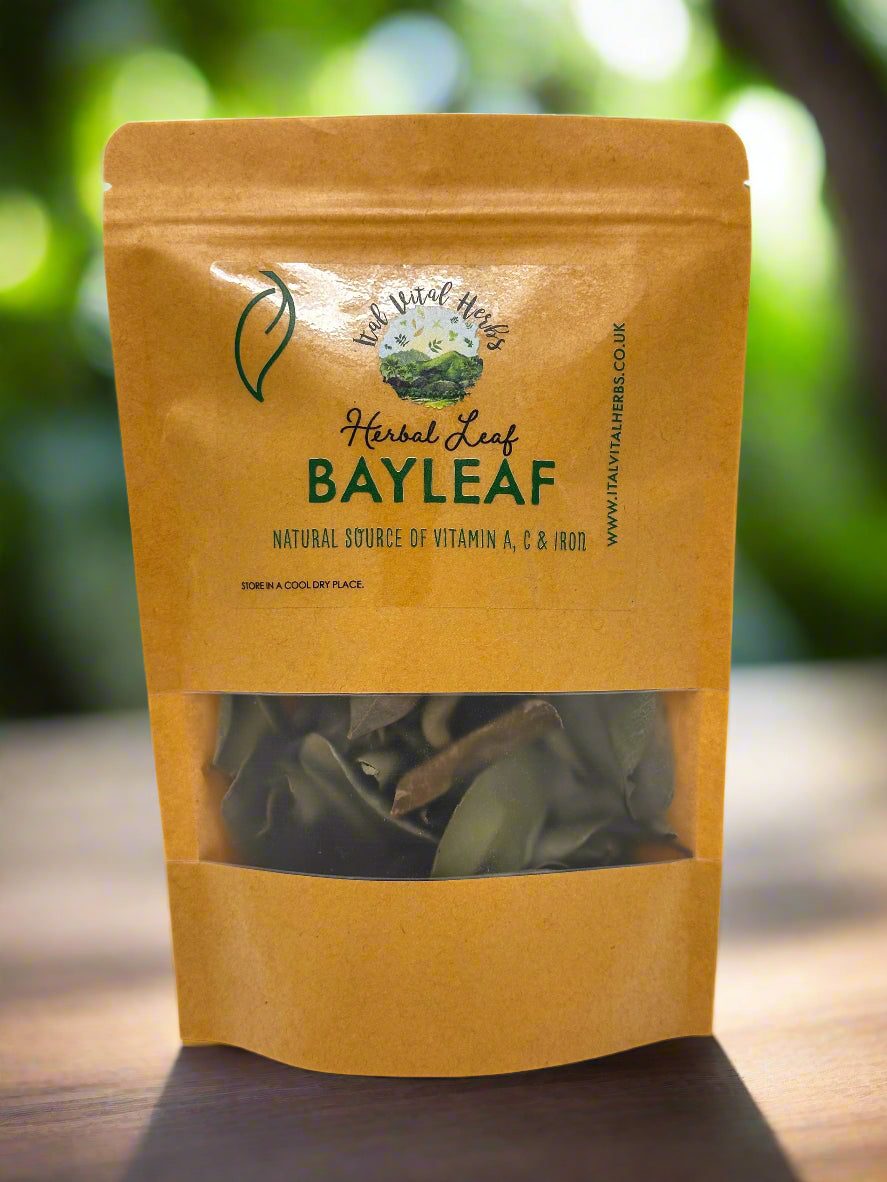 Ital Vital Herbs
Herbal Leaf
BAYLEAF
NATURAL SOURCE OF VITAMIN A, C & IRON
STORE IN A COOL DRY PLACE.
WWW.ITALVITALHERBS.CO.UK